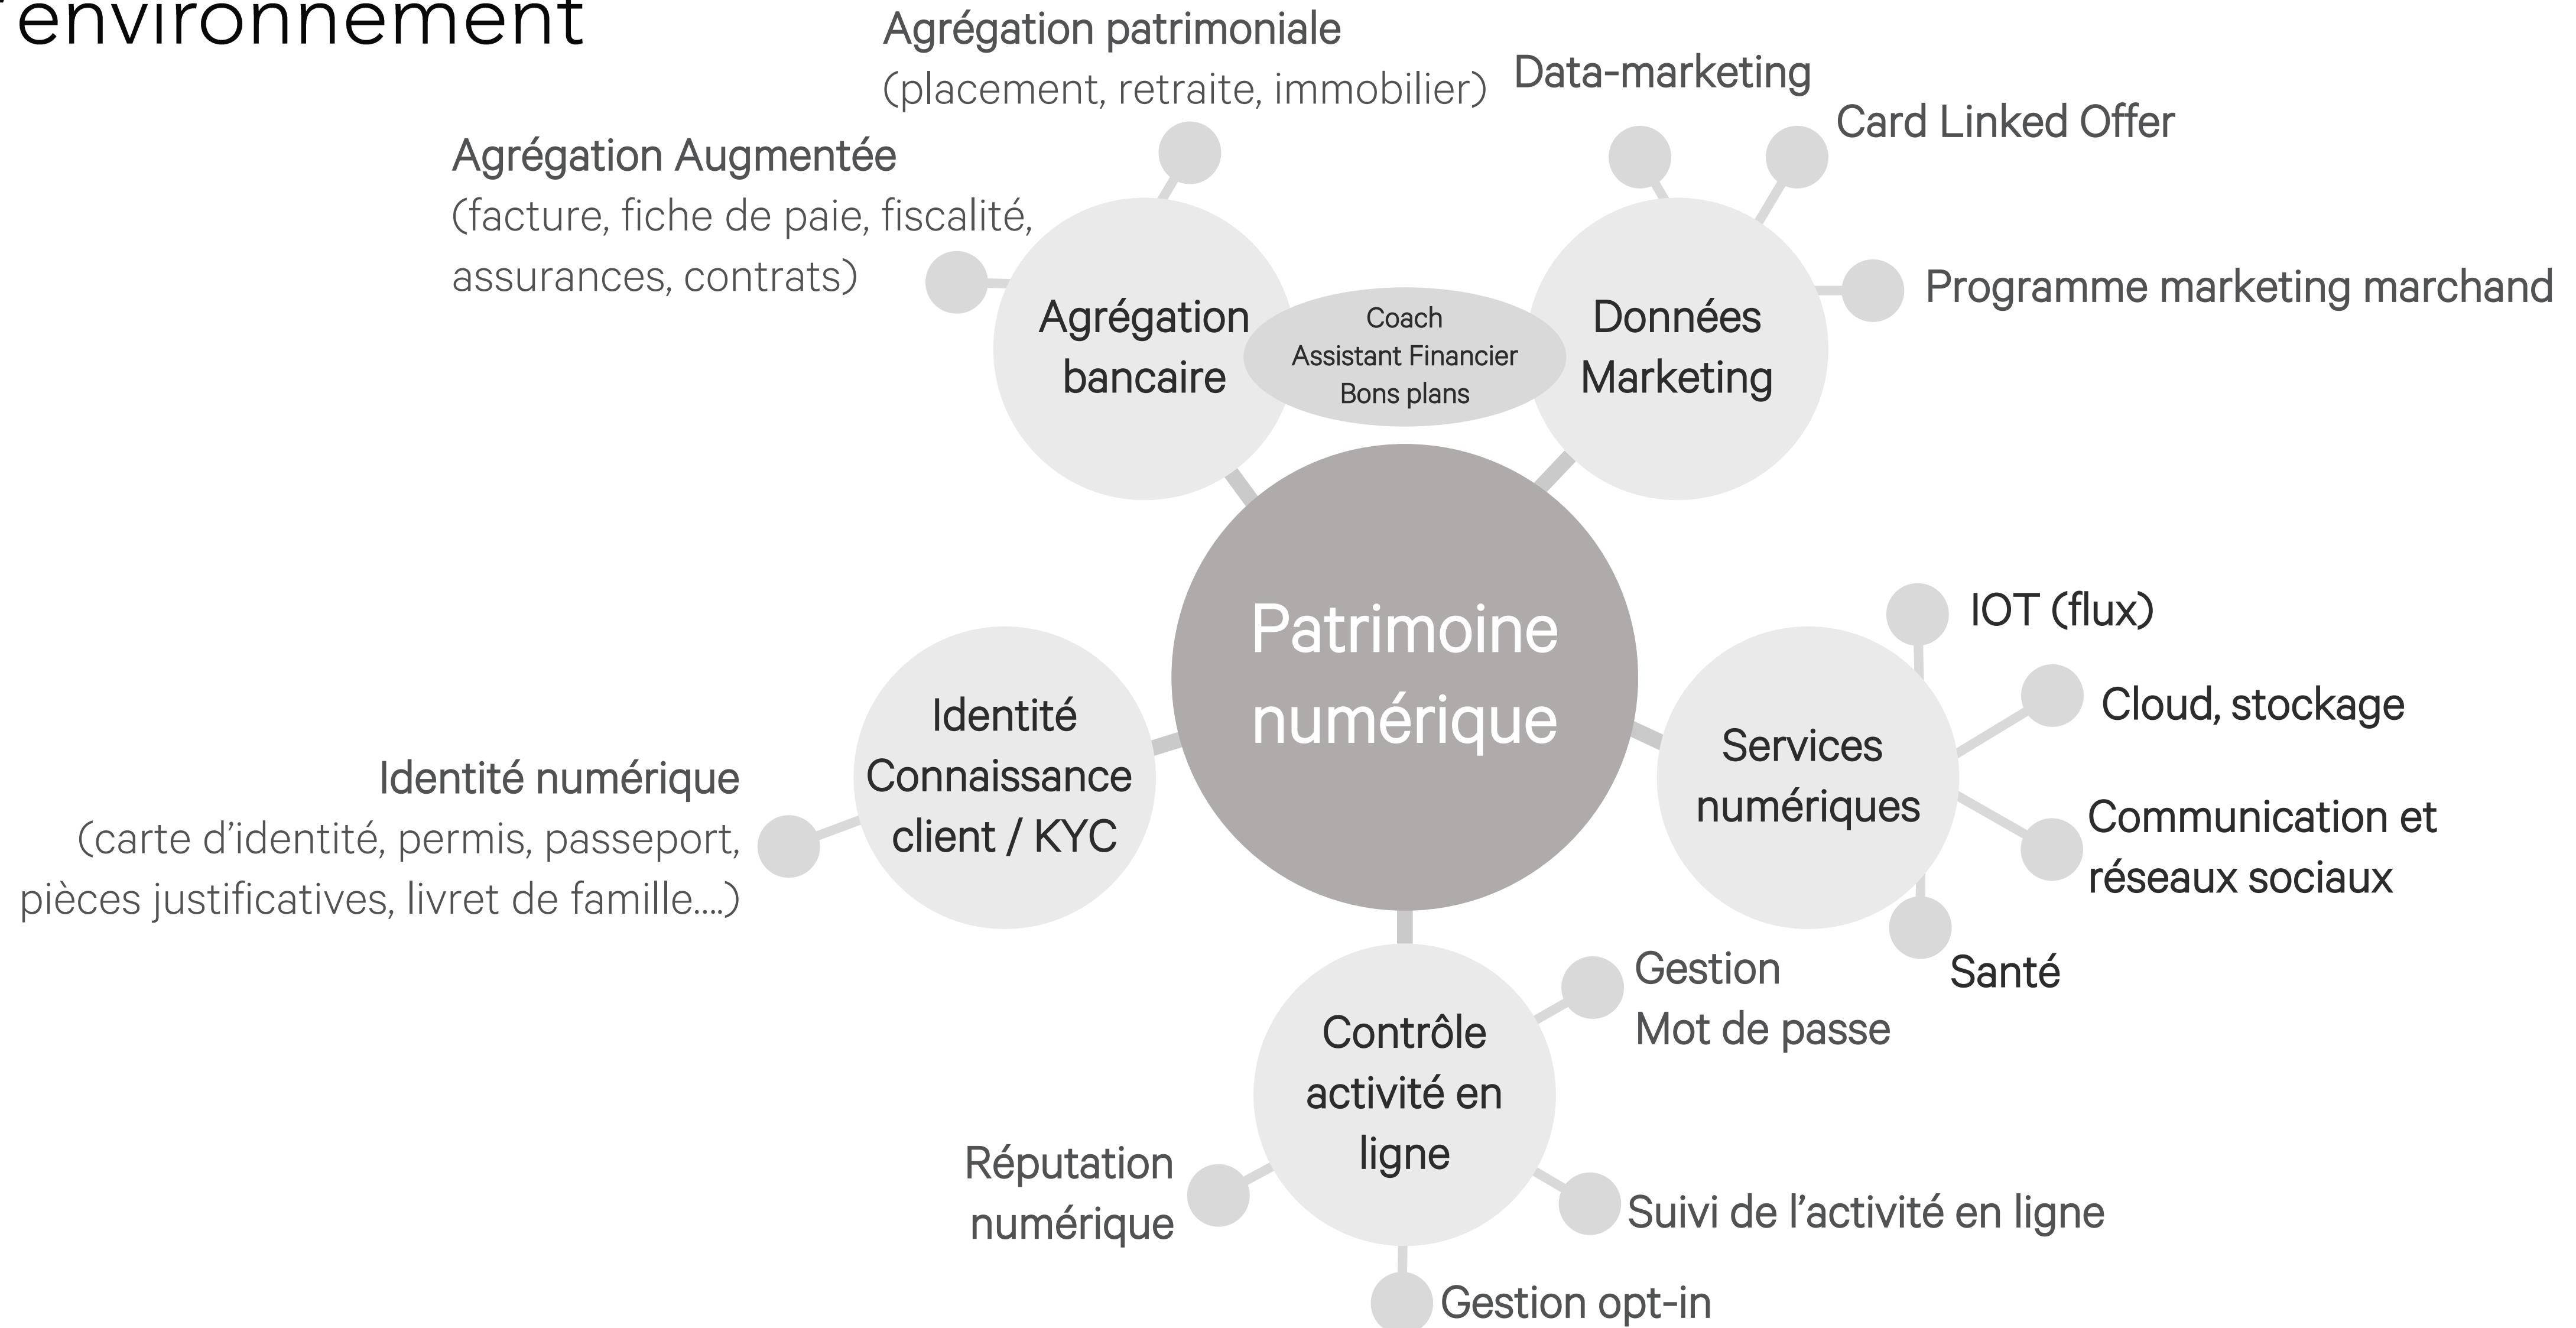 'environnement
Agrégation patrimoniale
(placement, retraite, immobilier)
Data-marketing
Card Linked Offer
Agrégation Augmentée
(facture, fiche de paie, fiscalité,
assurances, contrats)
Programme marketing marchand
Agrégation
bancaire
Coach
Assistant Financier
Bons plans
Données
Marketing
Patrimoine
numérique
IOT (flux)
Cloud, stockage
Services
numériques
Communication et
réseaux sociaux
Santé
Identité
Connaissance
client / KYC
Identité numérique
(carte d’identité, permis, passeport,
pièces justificatives, livret de famille....)
Gestion
Mot de passe
Contrôle
activité en
ligne
Réputation
numérique
Suivi de l’activité en ligne
Gestion opt-in